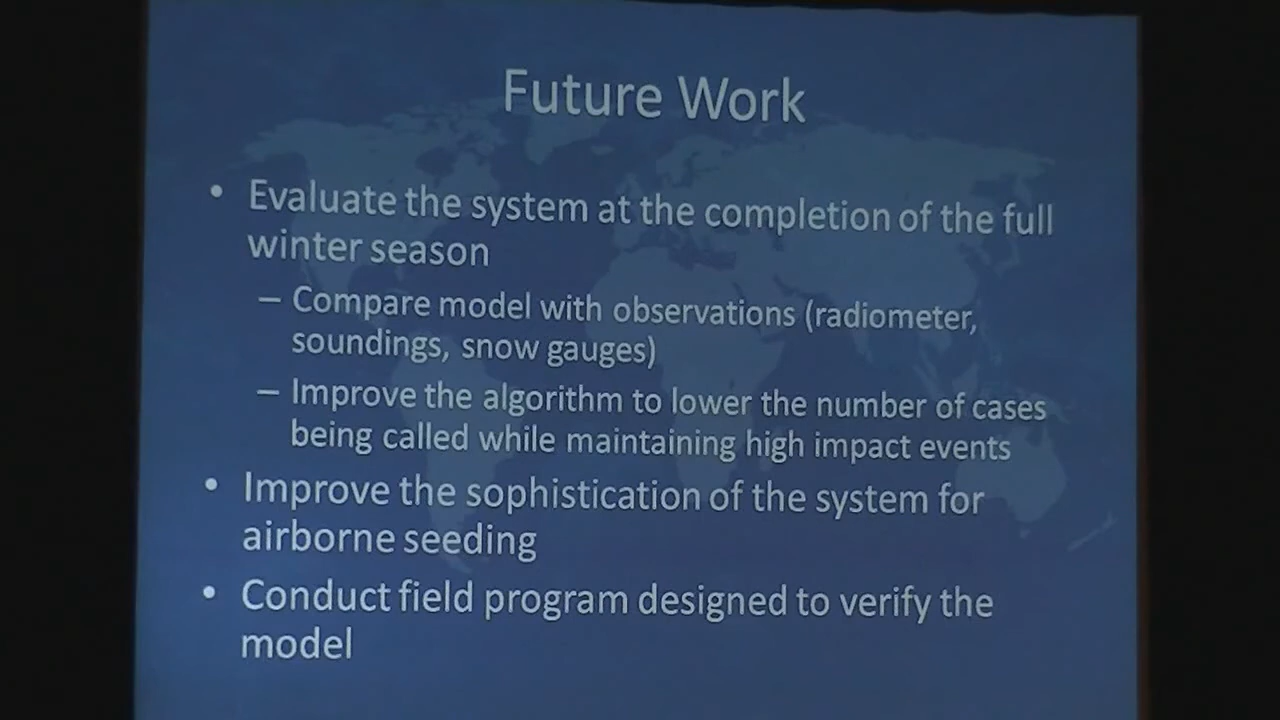 Future Work
• Evaluate the system at the completion of the full
winter season
– Compare model with observations (radiometer,
soundings, snow gauges)
– Improve the algorithm to lower the number of cases
being called while maintaining high impact events
• Improve the sophistication of the system for
airborne seeding
• Conduct field program designed to verify the
model